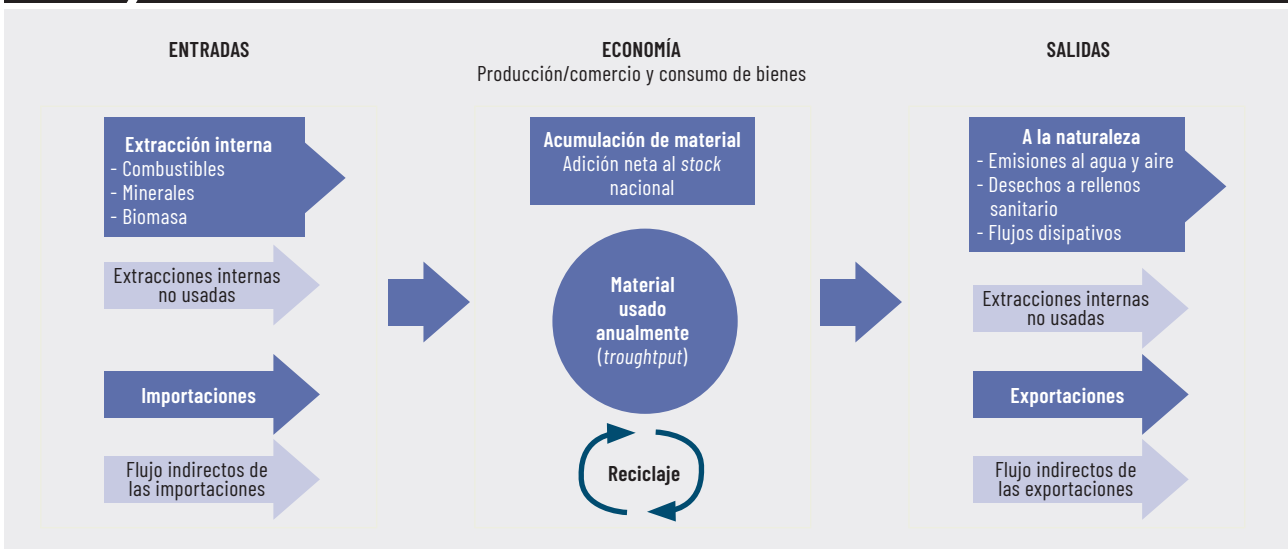 ENTRADAS
Extracción interna
- Combustibles
- Minerales
- Biomasa
Extracciones internas
no usadas
Importaciones
Flujo indirectos de
las importaciones
ECONOMÍA
Producción/comercio y consumo de bienes
Acumulación de material
Adición neta al stock
nacional
Material
usado
anualmente
(troughtput)
Reciclaje
SALIDAS
A la naturaleza
- Emisiones al agua y aire
- Desechos a rellenos
sanitario
- Flujos disipativos
Extracciones internas
no usadas
Exportaciones
Flujo indirectos de
las exportaciones